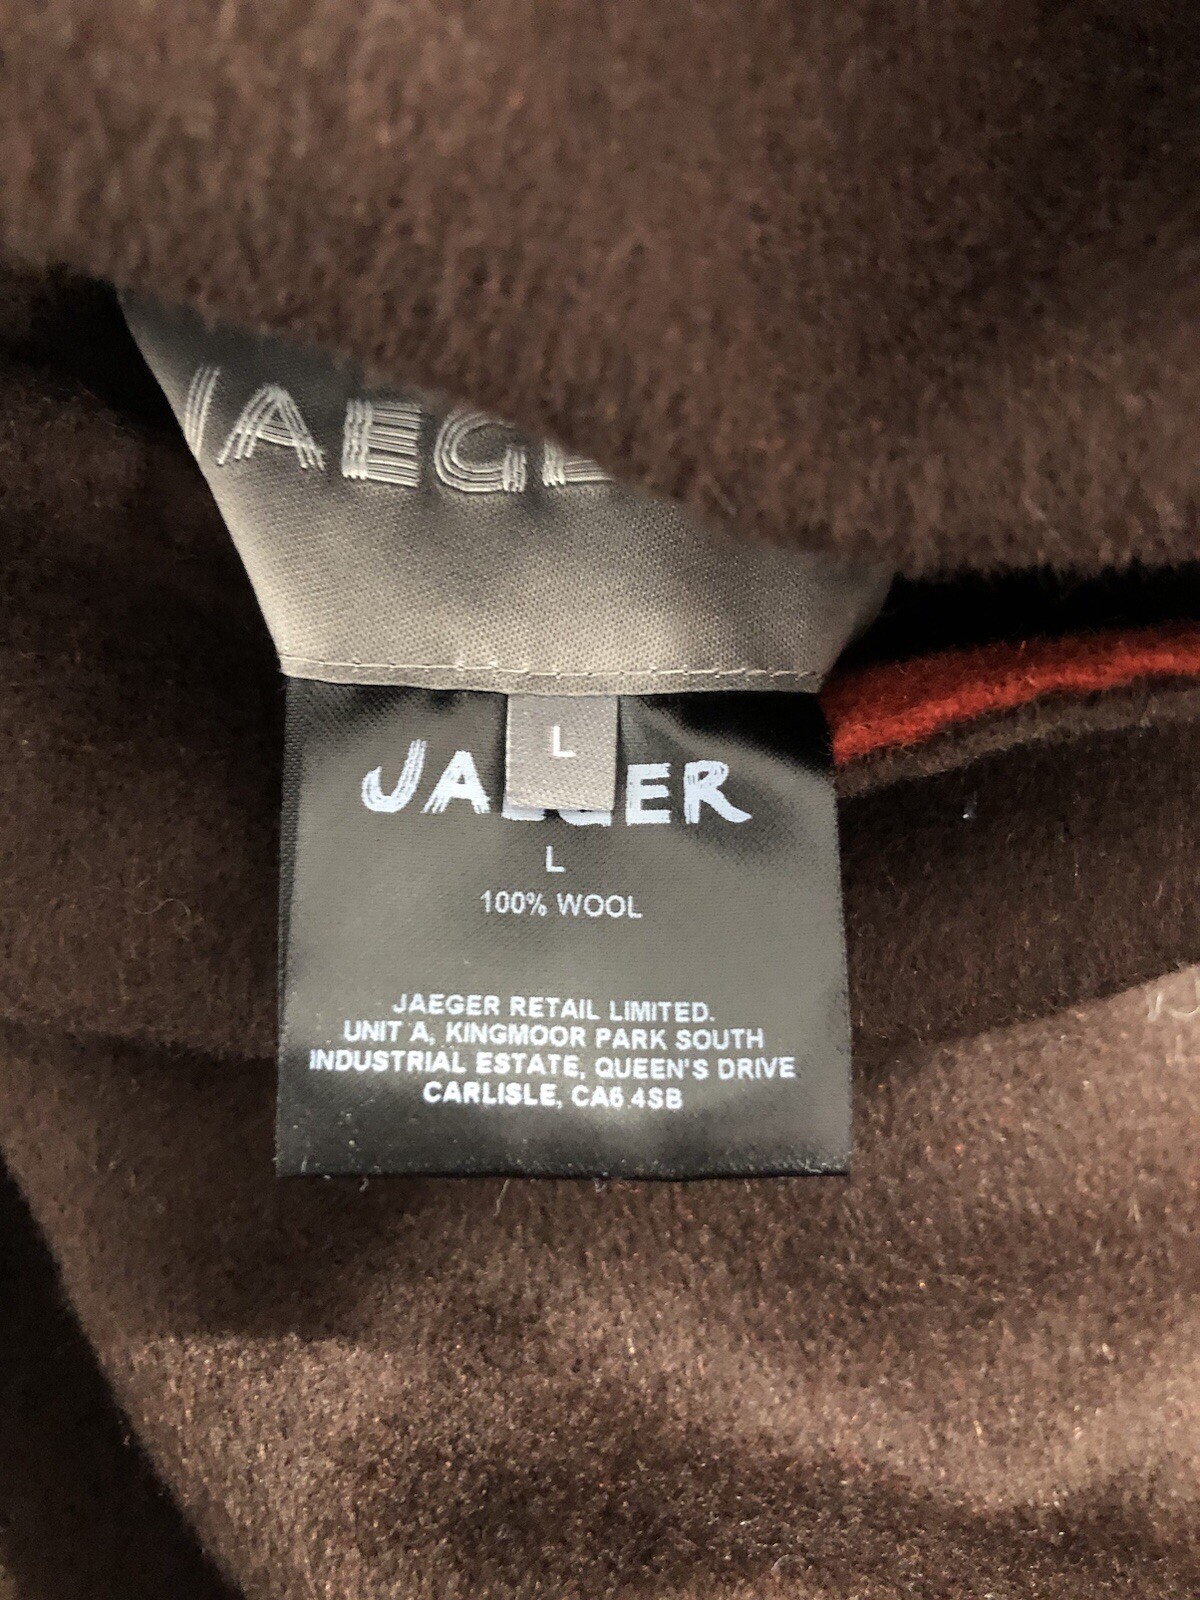 JAEGE
L
JAEGER
L
100% WOOL
JAEGER RETAIL LIMITED.
UNIT A, KINGMOOR PARK SOUTH
INDUSTRIAL ESTATE, QUEEN'S DRIVE
CARLISLE, CA6 4SB